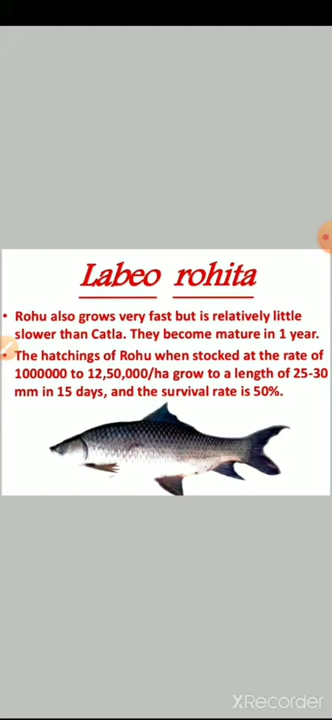 Labeo rohita
• Rohu also grows very fast but is relatively little
slower than Catla. They become mature in 1 year.
• The hatchings of Rohu when stocked at the rate of
1000000 to 12,50,000/ha grow to a length of 25-30
mm in 15 days, and the survival rate is 50%.
XRecorder